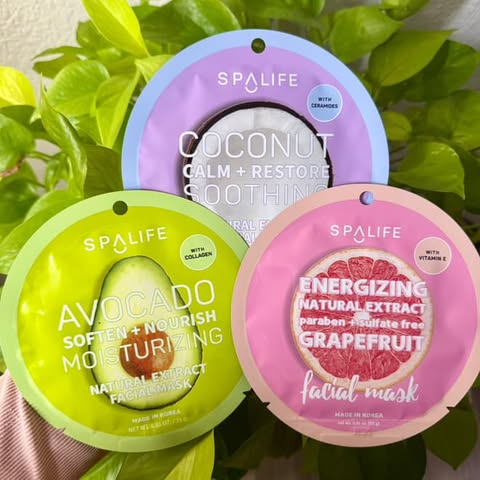 SPALIFE
WITH
CERAMIDES
COCONUT
CALM + RESTORE
SOOTHING
SPALIFE
WITH
COLLAGEN
AVOCADO
SOFTEN + NOURISH
MOISTURIZING
NATURAL EXTRACT
FACIAL MASK
MADE IN KOREA
SPALIFE
WITH
VITAMIN E
ENERGIZING
NATURAL EXTRACT
paraben + sulfate free
GRAPEFRUIT
facial mask
MADE IN KOREA